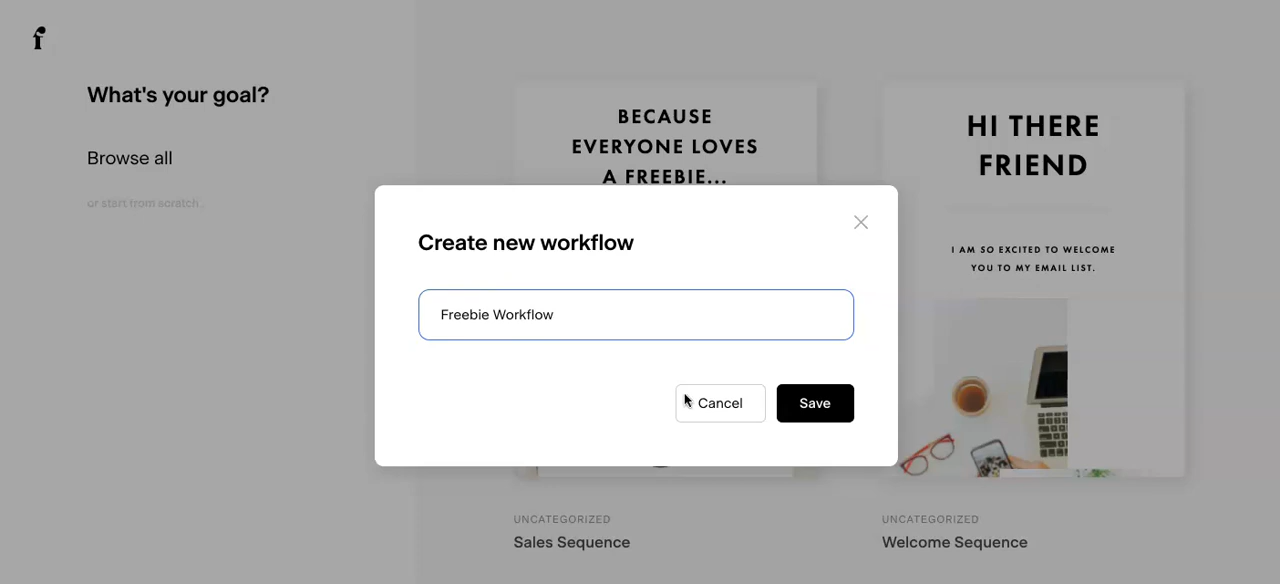 f
What's your goal?
Browse all
or start from scratch..
BECAUSE
EVERYONE LOVES
A FREEBIE...
HI THERE
FRIEND
I AM SO EXCITED TO WELCOME
YOU TO MY EMAIL LIST.
Create new workflow
Freebie Workflow
Cancel
Save
UNCATEGORIZED
Sales Sequence
UNCATEGORIZED
Welcome Sequence